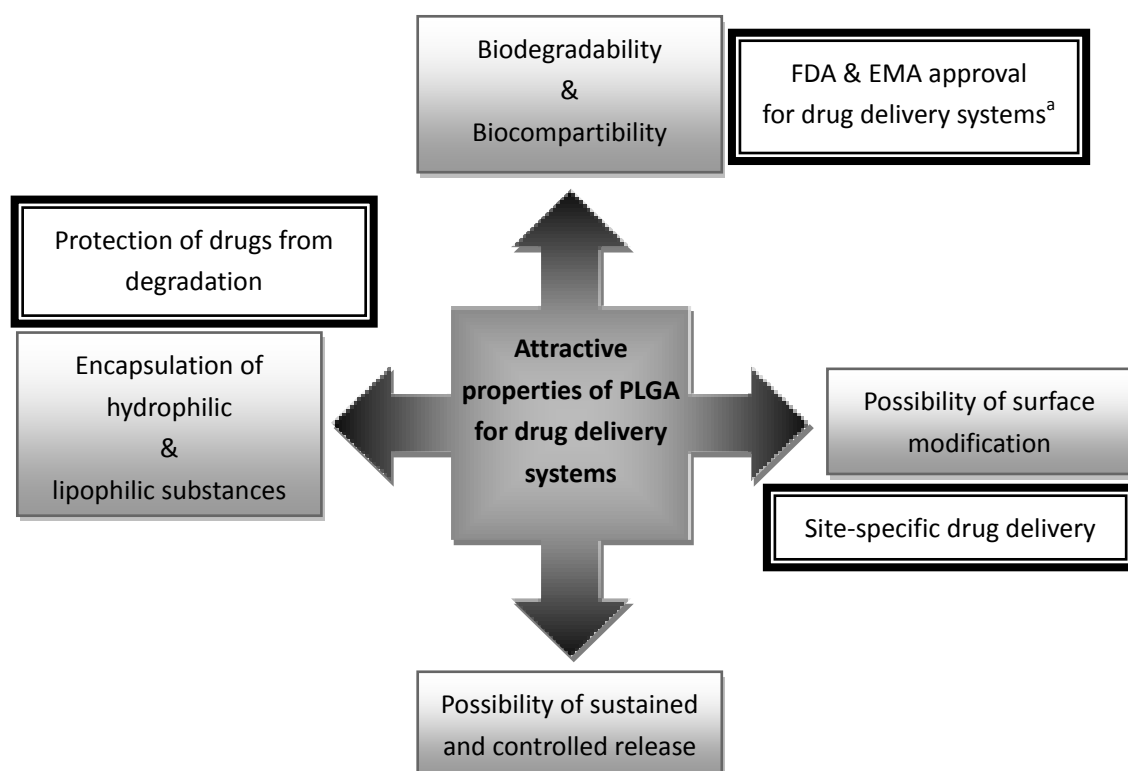 Biodegradability
&
Biocompartibility
FDA & EMA approval
for drug delivery systemsᵃ
Protection of drugs from
degradation
Encapsulation of
hydrophilic
&
lipophilic substances
Attractive
properties of PLGA
for drug delivery
systems
Possibility of surface
modification
Site-specific drug delivery
Possibility of sustained
and controlled release